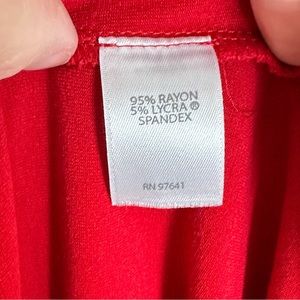 95% RAYON
5% LYCRA ®
SPANDEX
RN 97641